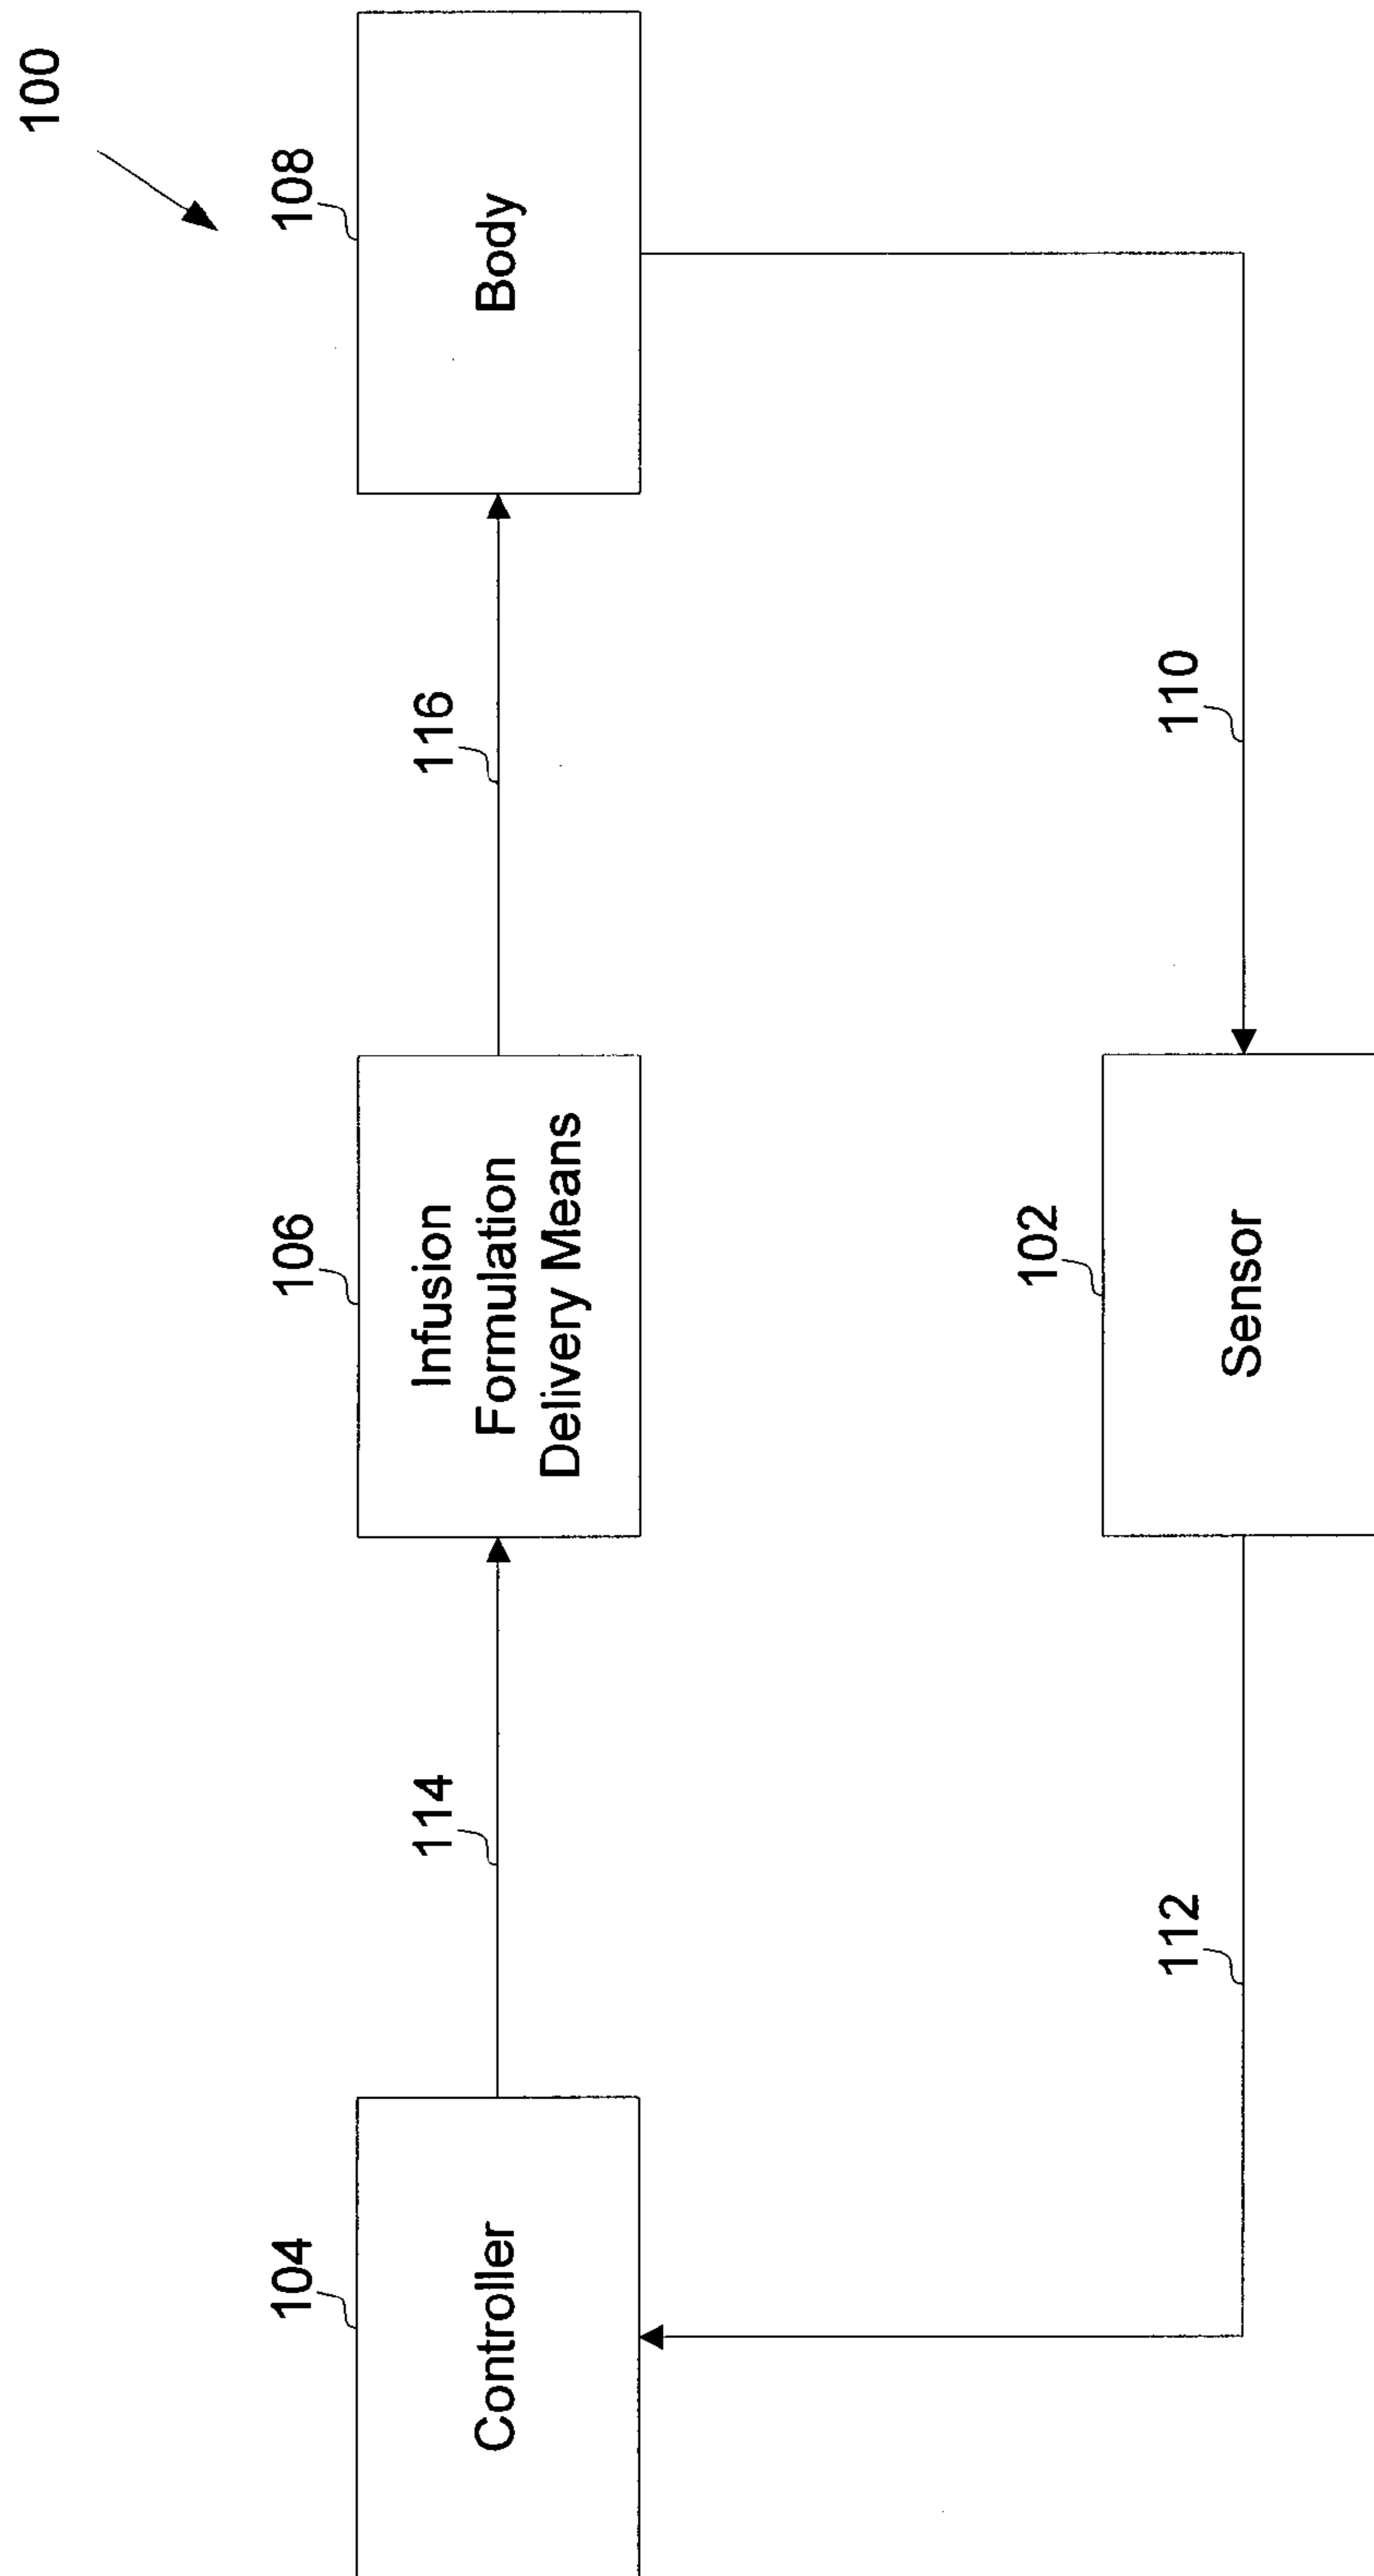 100
104
Controller
114
106
Infusion
Formulation
Delivery Means
116
108
Body
112
102
Sensor
110